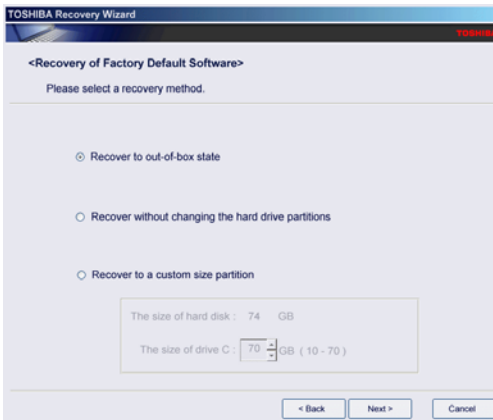 TOSHIBA Recovery Wizard
TOSHIBA
<Recovery of Factory Default Software>
Please select a recovery method.
Recover to out-of-box state
Recover without changing the hard drive partitions
Recover to a custom size partition
The size of hard disk : 74 GB
The size of drive C : 70 GB ( 10 - 70 )
< Back Next > Cancel